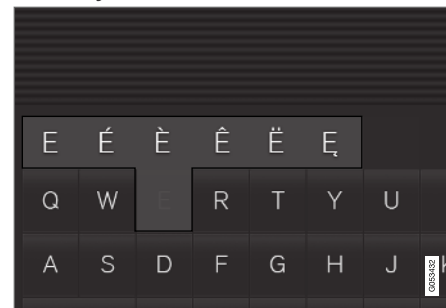 E É È Ê Ë Ę
Q W E R T Y U
A S D F G H J K
G053432